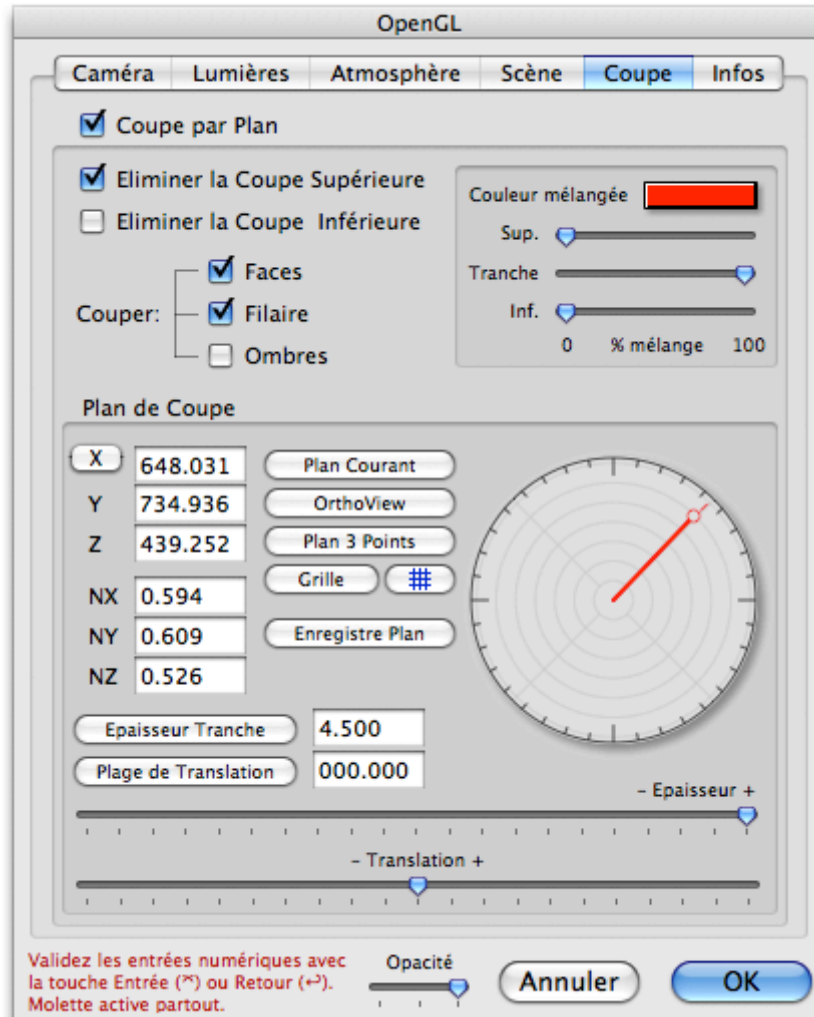 OpenGL
Caméra Lumières Atmosphère Scène Coupe Infos
Coupe par Plan
Eliminer la Coupe Supérieure
Eliminer la Coupe Inférieure
Couper:
Faces
Filaire
Ombres
Couleur mélangée
Sup.
Tranche
Inf.
0 % mélange 100
Plan de Coupe
X 648.031 Plan Courant
Y 734.936 OrthoView
Z 439.252 Plan 3 Points
Grille
NX 0.594
NY 0.609 Enregistre Plan
NZ 0.526
Epaisseur Tranche 4.500
Plage de Translation 000.000
- Epaisseur +
- Translation +
Validez les entrées numériques avec
la touche Entrée (⌤) ou Retour (↩).
Molette active partout.
Opacité
Annuler
OK